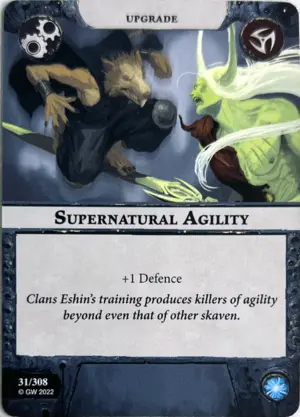 UPGRADE
SUPERNATURAL AGILITY
+1 Defence
Clans Eshin's training produces killers of agility
beyond even that of other skaven.
31/308
© GW 2022